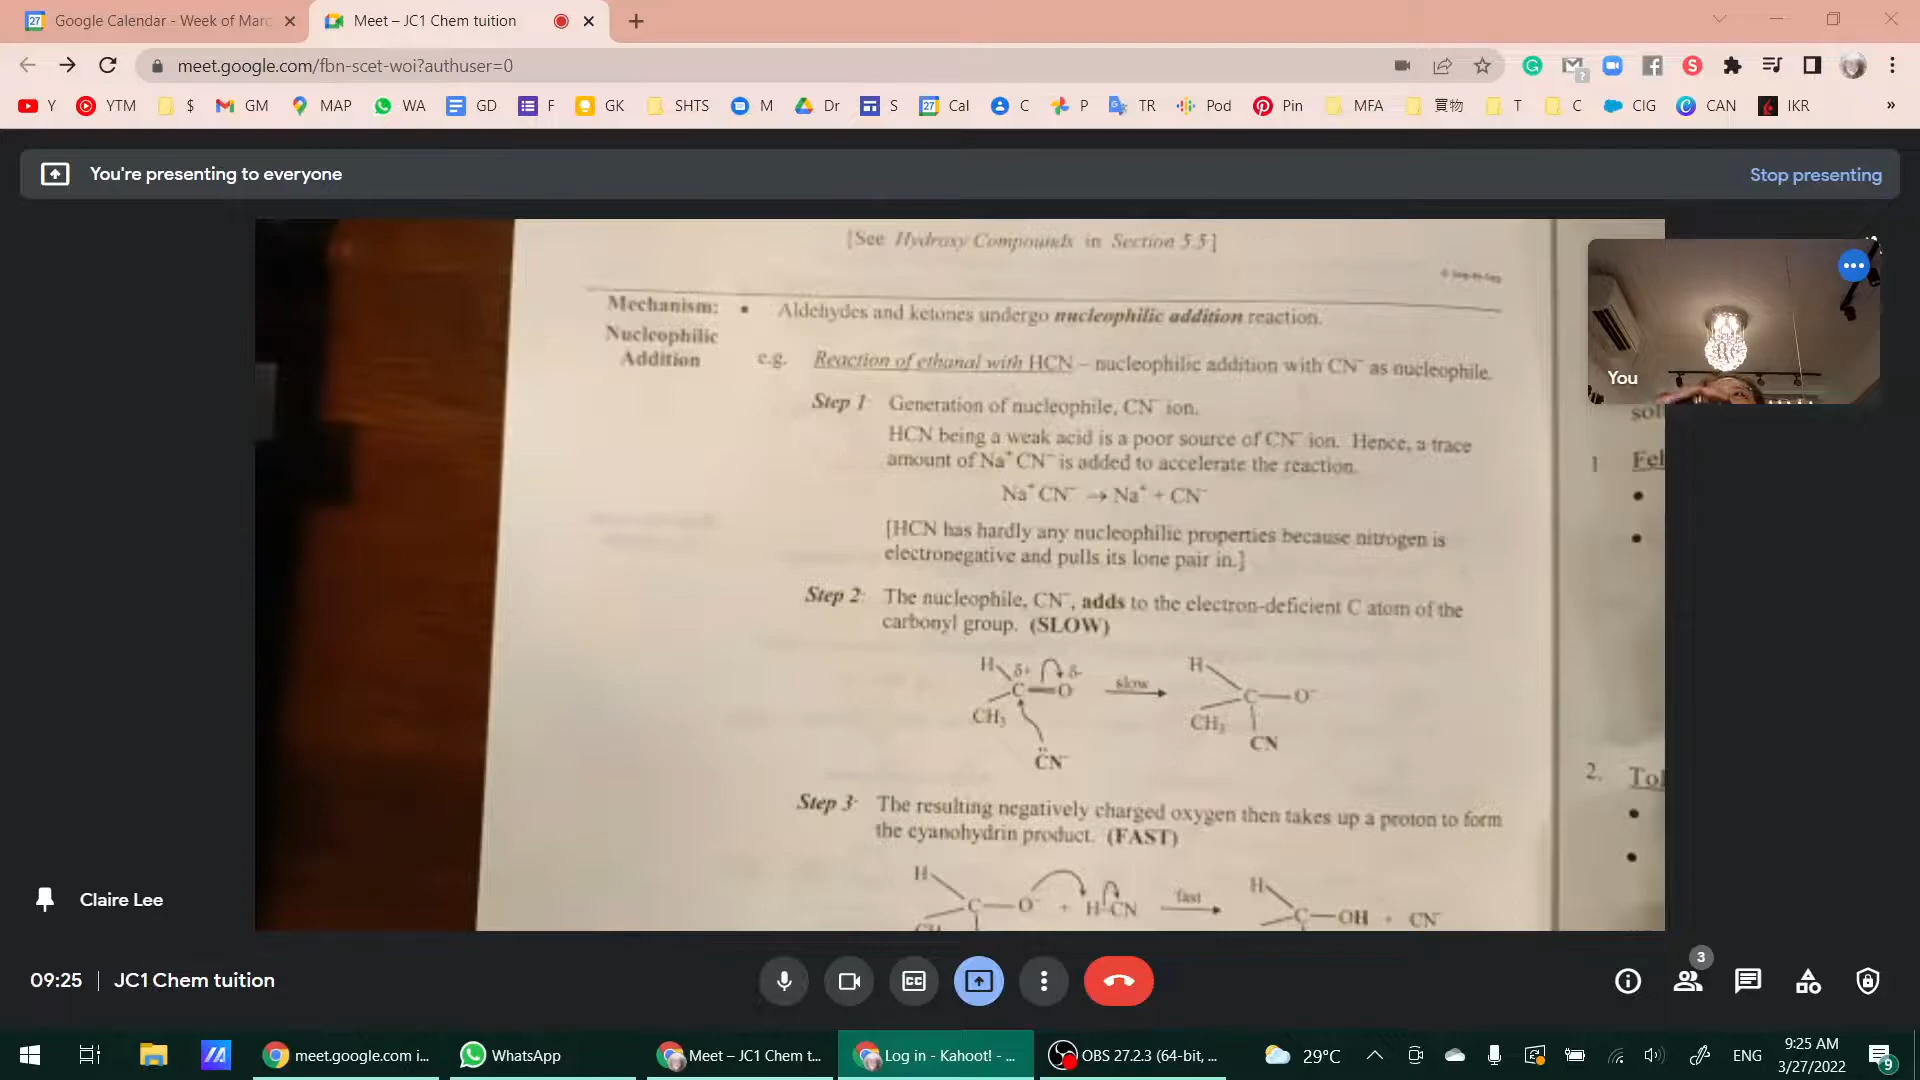 Google Calendar - Week of Marc
Meet – JC1 Chem tuition
meet.google.com/fbn-scet-woi?authuser=0
Y YTM $ GM MAP WA GD F GK SHTS M Dr S Cal C P TR Pod Pin MFA 買物 T C CIG CAN IKR »
You're presenting to everyone
Stop presenting
[See Hydroxy Compounds in Section 5.5]
Mechanism:
Nucleophilic
Addition
• Aldehydes and ketones undergo nucleophilic addition reaction.
e.g. Reaction of ethanal with HCN – nucleophilic addition with CN⁻ as nucleophile.
Step 1 Generation of nucleophile, CN⁻ ion.
HCN being a weak acid is a poor source of CN⁻ ion. Hence, a trace
amount of Na⁺CN⁻ is added to accelerate the reaction.
Na⁺CN⁻ → Na⁺ + CN⁻
[HCN has hardly any nucleophilic properties because nitrogen is
electronegative and pulls its lone pair in.]
Step 2: The nucleophile, CN⁻, adds to the electron-deficient C atom of the
carbonyl group. (SLOW)
H δ+ δ- slow H
C=O C—O⁻
CH₃ CH₃
CN
CN⁻
Step 3: The resulting negatively charged oxygen then takes up a proton to form
the cyanohydrin product. (FAST)
H fast H
C—O⁻ + H-CN C—OH + CN⁻
You
1
2.
Claire Lee
09:25 | JC1 Chem tuition
3
meet.google.com i...
WhatsApp
Meet – JC1 Chem t...
Log in - Kahoot! - ...
OBS 27.2.3 (64-bit, ...
29°C
ENG
9:25 AM
3/27/2022
9